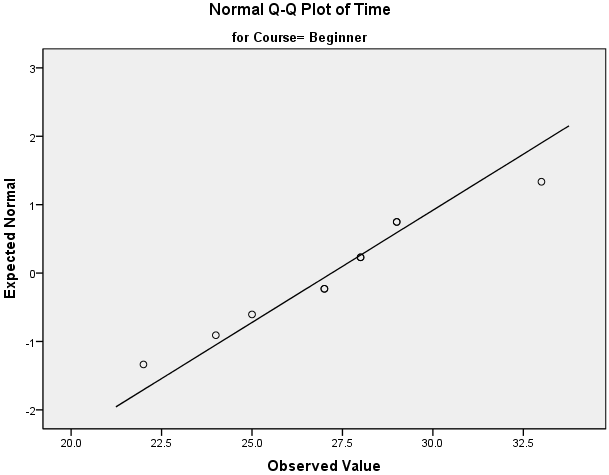 Normal Q-Q Plot of Time
for Course= Beginner
Expected Normal
3
2
1
0
-1
-2
20.0 22.5 25.0 27.5 30.0 32.5
Observed Value